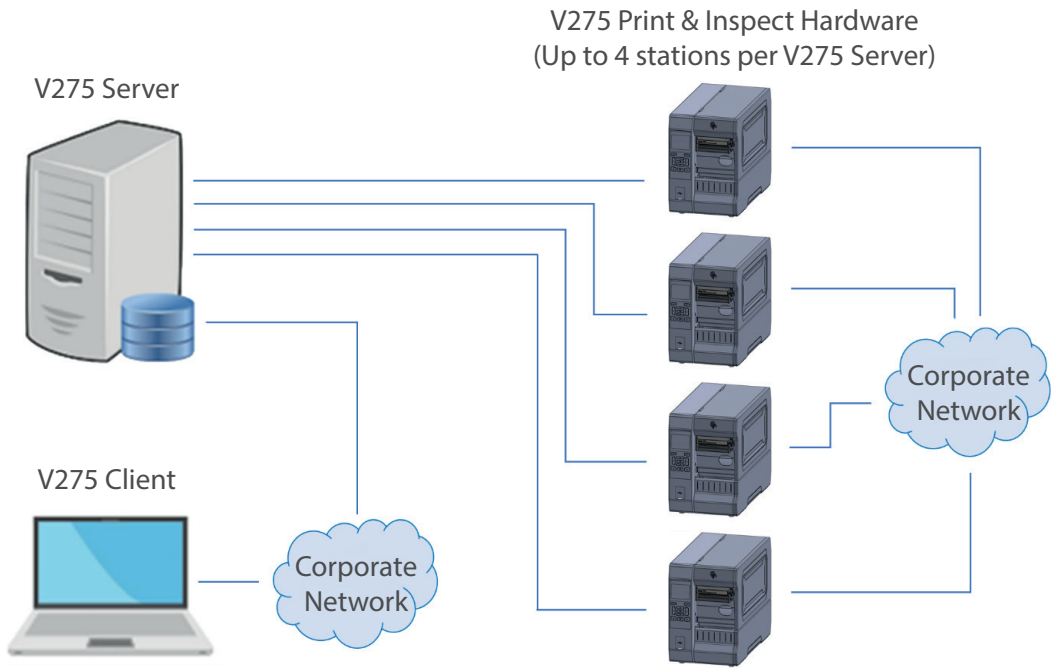 V275 Print & Inspect Hardware
(Up to 4 stations per V275 Server)
V275 Server
Corporate
Network
V275 Client
Corporate
Network